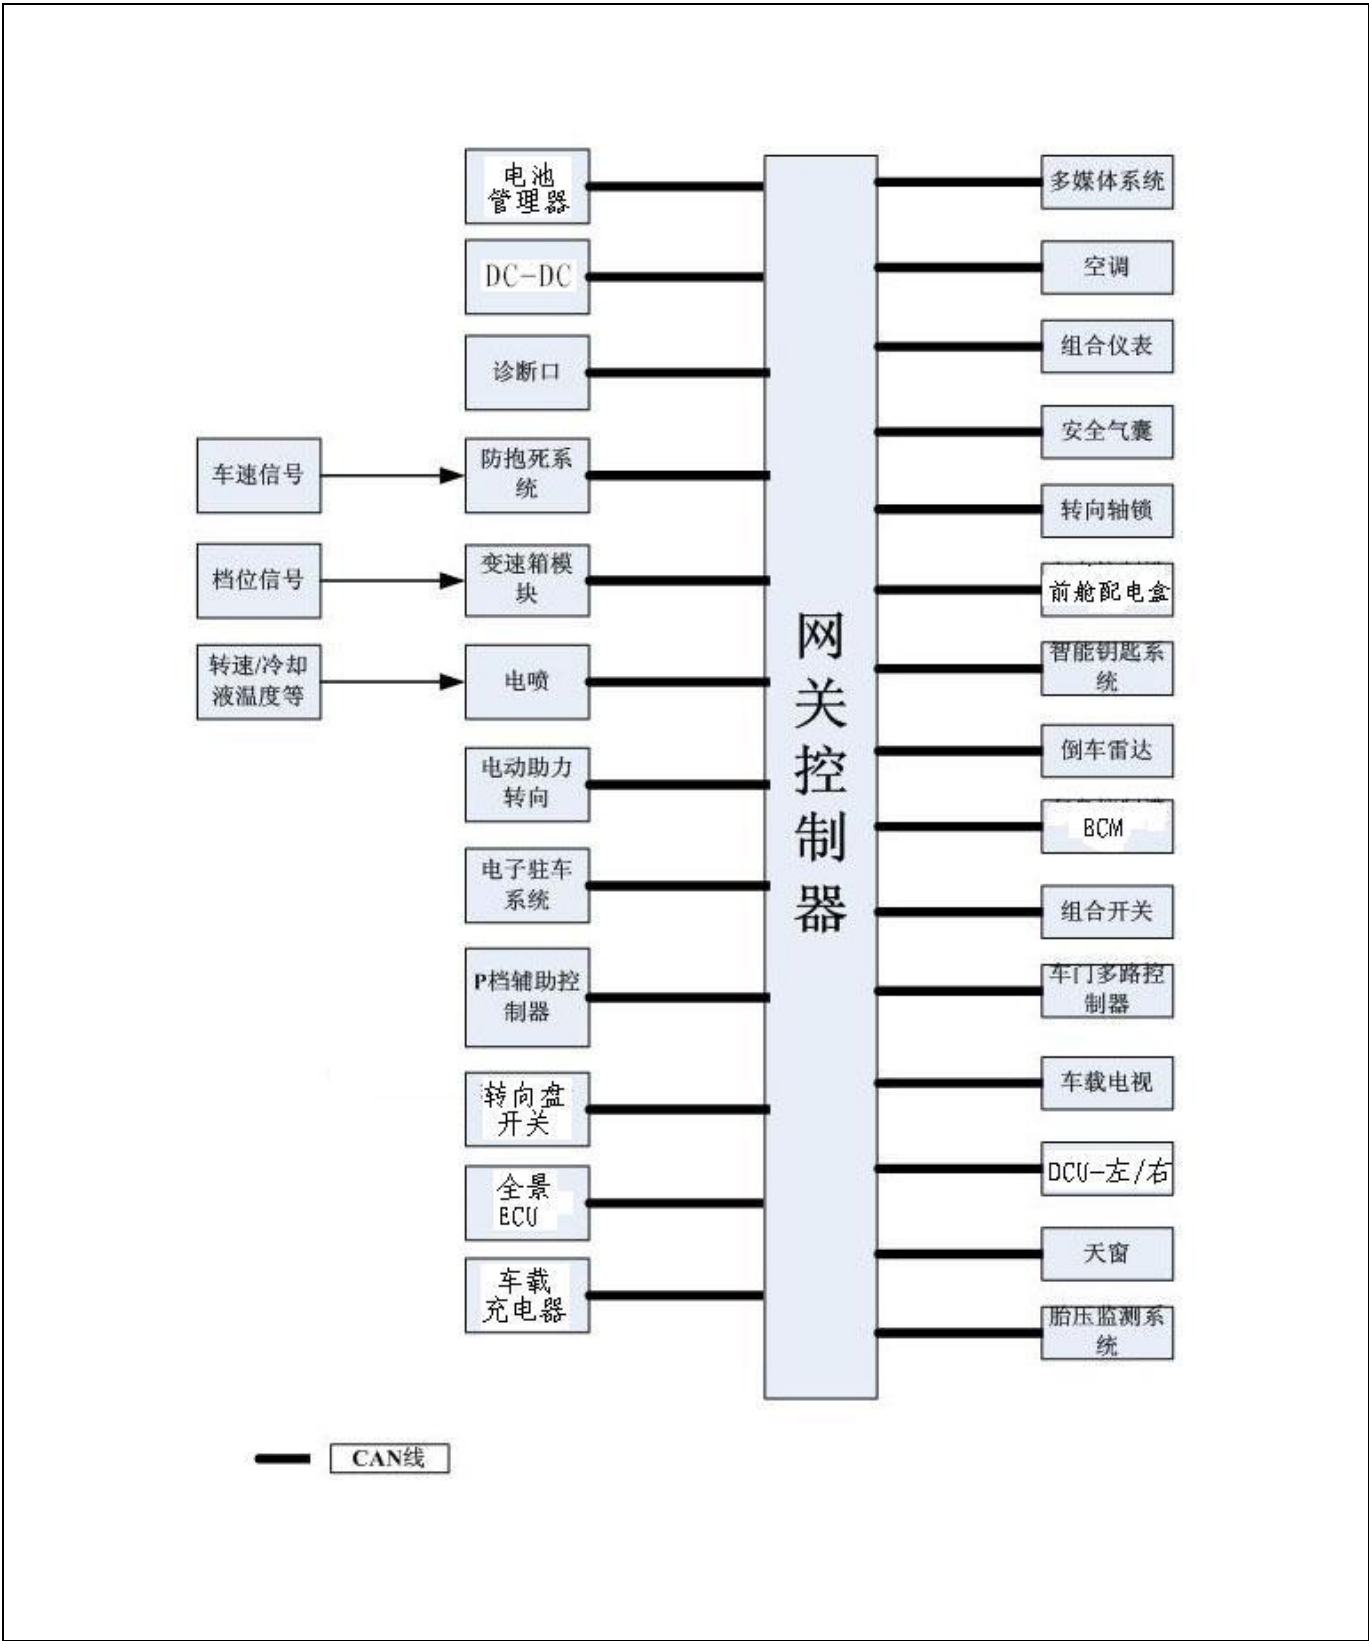 电池
管理器
DC-DC
诊断口
车速信号
防抱死系
统
档位信号
变速箱模
块
转速/冷却
液温度等
电喷
电动助力
转向
电子驻车
系统
P档辅助控
制器
转向盘
开关
全景
ECU
车载
充电器
网
关
控
制
器
多媒体系统
空调
组合仪表
安全气囊
转向轴锁
前舱配电盒
智能钥匙系
统
倒车雷达
BCM
组合开关
车门多路控
制器
车载电视
DCU-左/右
天窗
胎压监测系
统
CAN线